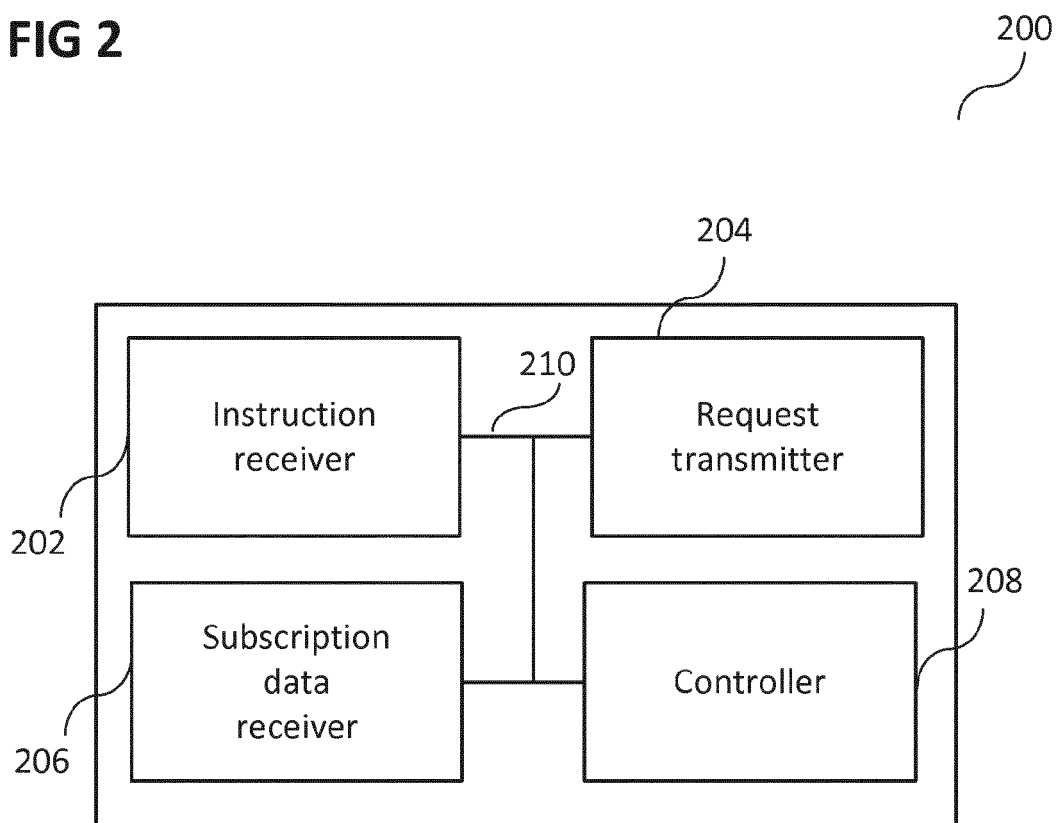 FIG 2
200
204
210
Instruction
receiver
Request
transmitter
202
208
Subscription
data
receiver
Controller
206